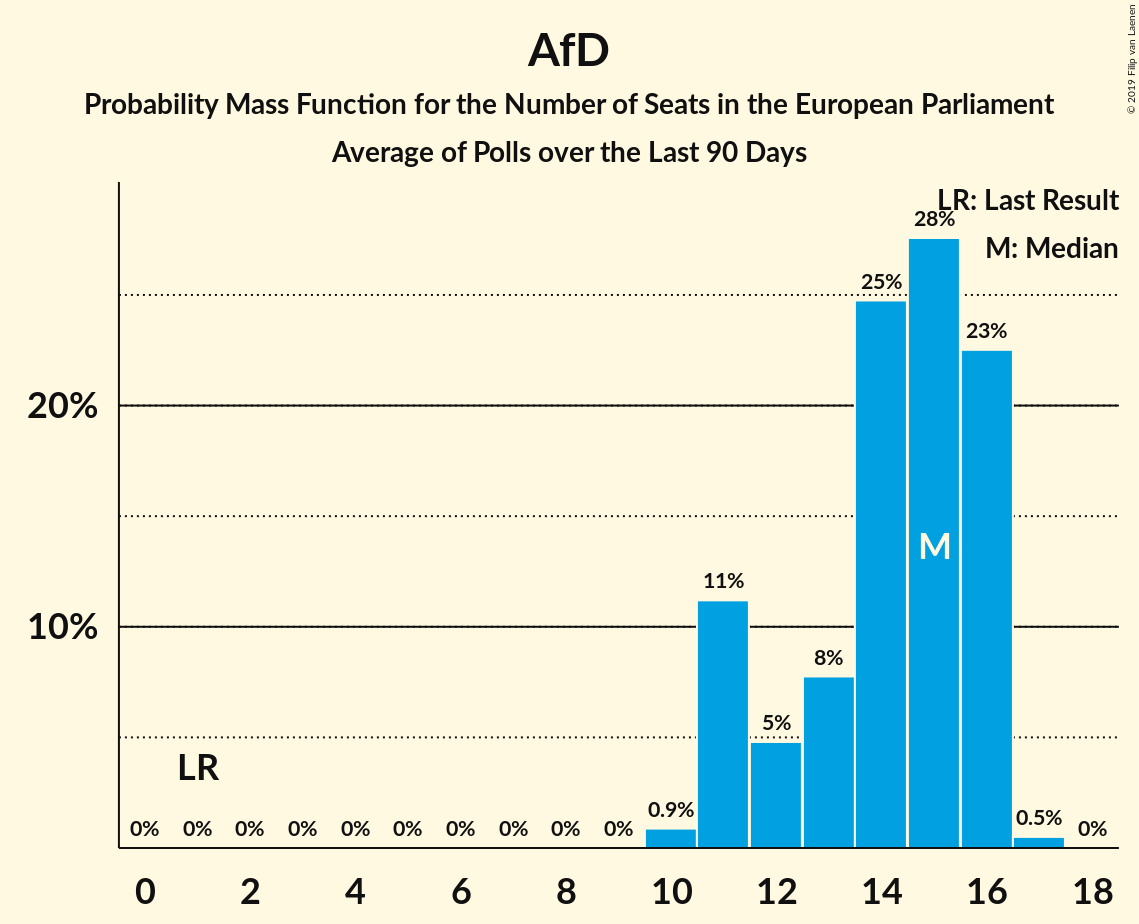 AfD
Probability Mass Function for the Number of Seats in the European Parliament
Average of Polls over the Last 90 Days
© 2019 Filip van Laenen
LR: Last Result
M: Median
28%
25%
23%
20%
M
11%
10%
8%
5%
LR
0% 0% 0% 0% 0% 0% 0% 0% 0% 0% 0.9% 0.5% 0%
0 2 4 6 8 10 12 14 16 18